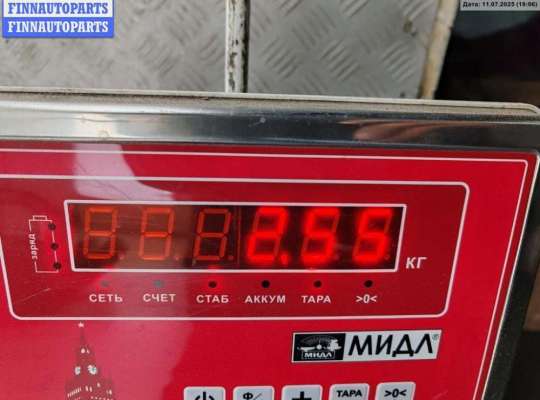 FINNAUTOPARTS
FINNAUTOPARTS
Дата: 11.07.2025 (19:06)
заряд
2.55
кг
СЕТЬ СЧЕТ СТАБ АККУМ ТАРА >0<
МИДЛ МИДЛ®
Ф/ + ТАРА >0<